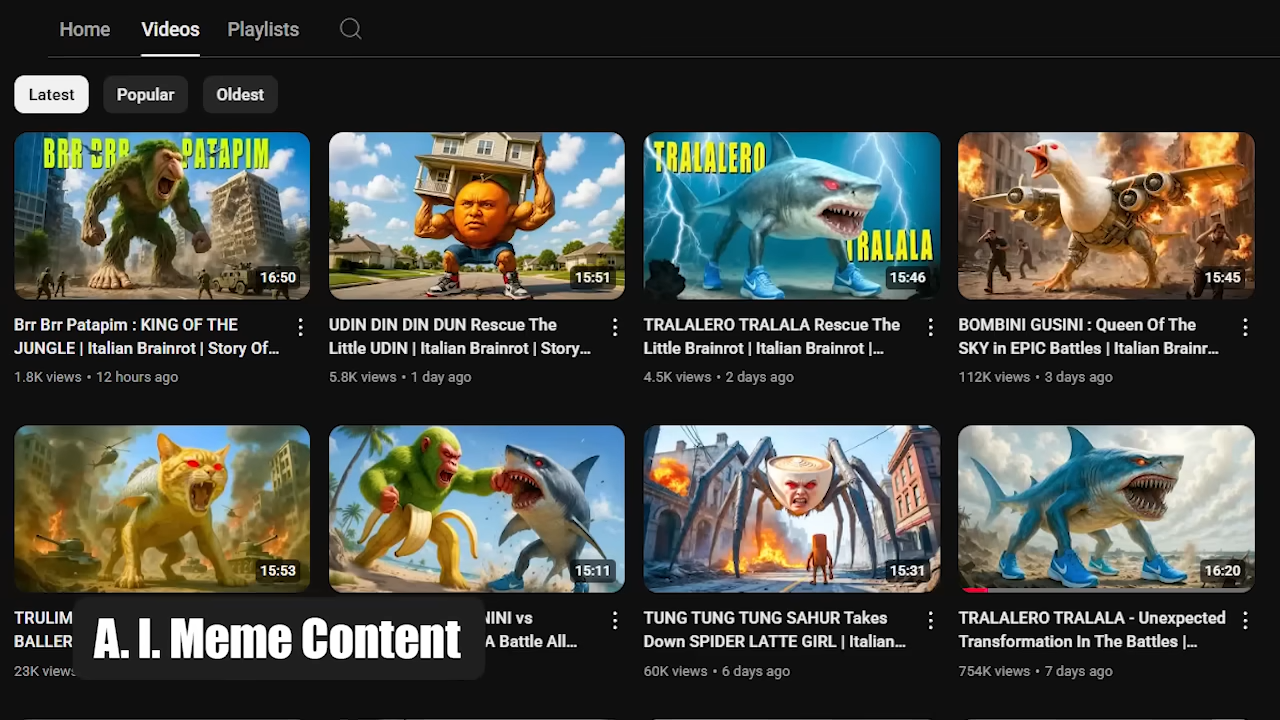 Home Videos Playlists
Latest Popular Oldest
BRR BRR PATAPIM
16:50
15:51
TRALALERO
TRALALA
15:46
15:45
Brr Brr Patapim : KING OF THE
JUNGLE | Italian Brainrot | Story Of...
1.8K views • 12 hours ago
UDIN DIN DIN DUN Rescue The
Little UDIN | Italian Brainrot | Story...
5.8K views • 1 day ago
TRALALERO TRALALA Rescue The
Little Brainrot | Italian Brainrot |...
4.5K views • 2 days ago
BOMBINI GUSINI : Queen Of The
SKY in EPIC Battles | Italian Brainr...
112K views • 3 days ago
15:53
15:11
15:31
16:20
TRULIM
BALLER
23K views
INI vs
A Battle All...
TUNG TUNG TUNG SAHUR Takes
Down SPIDER LATTE GIRL | Italian...
60K views • 6 days ago
TRALALERO TRALALA - Unexpected
Transformation In The Battles |...
754K views • 7 days ago
A. I. Meme Content